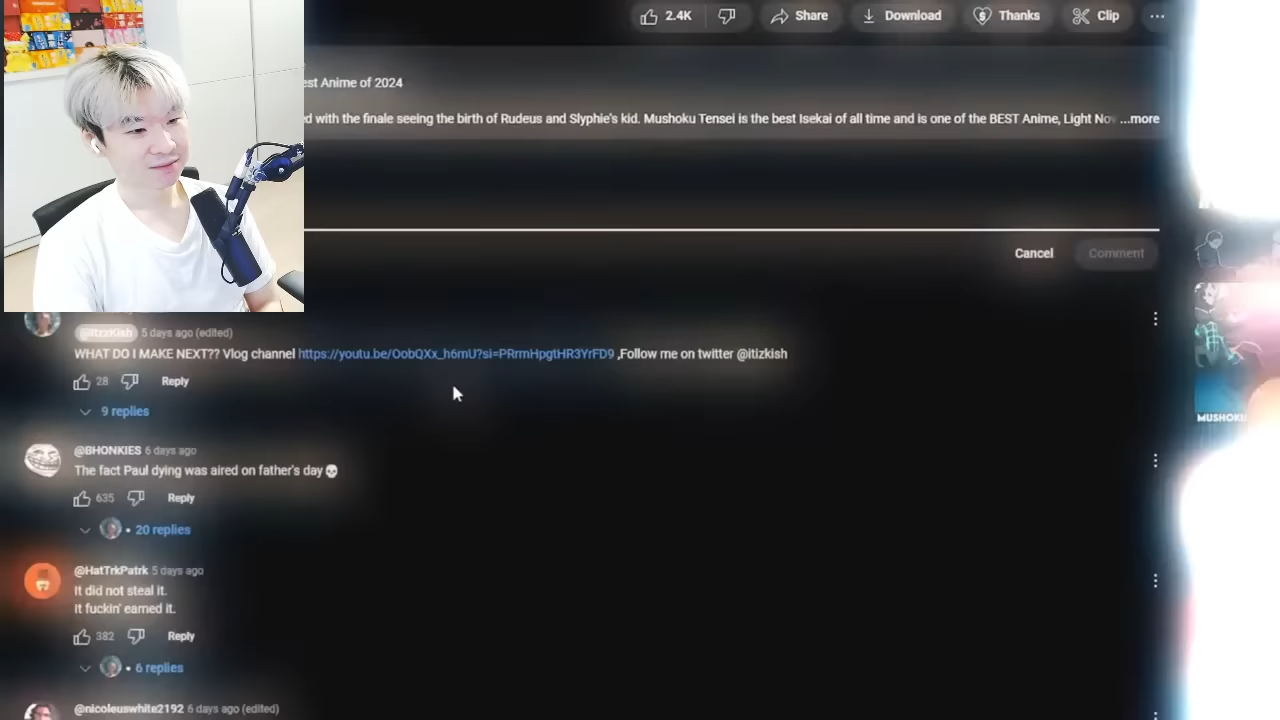 2.4K Share Download Thanks Clip
est Anime of 2024
ed with the finale seeing the birth of Rudeus and Slyphie's kid. Mushoku Tensei is the best Isekai of all time and is one of the BEST Anime, Light Nov ...more
Cancel Comment
@ItzzKish 5 days ago (edited)
WHAT DO I MAKE NEXT?? Vlog channel https://youtu.be/OobQXx_h6mU?si=PRrmHpgtHR3YrFD9 ,Follow me on twitter @itizkish
28 Reply
9 replies
@BHONKIES 6 days ago
The fact Paul dying was aired on father's day💀
635 Reply
• 20 replies
@HatTrkPatrk 5 days ago
It did not steal it.
It fuckin' earned it.
382 Reply
• 6 replies
@nicoleuswhite2192 6 days ago (edited)
MUSHOKU